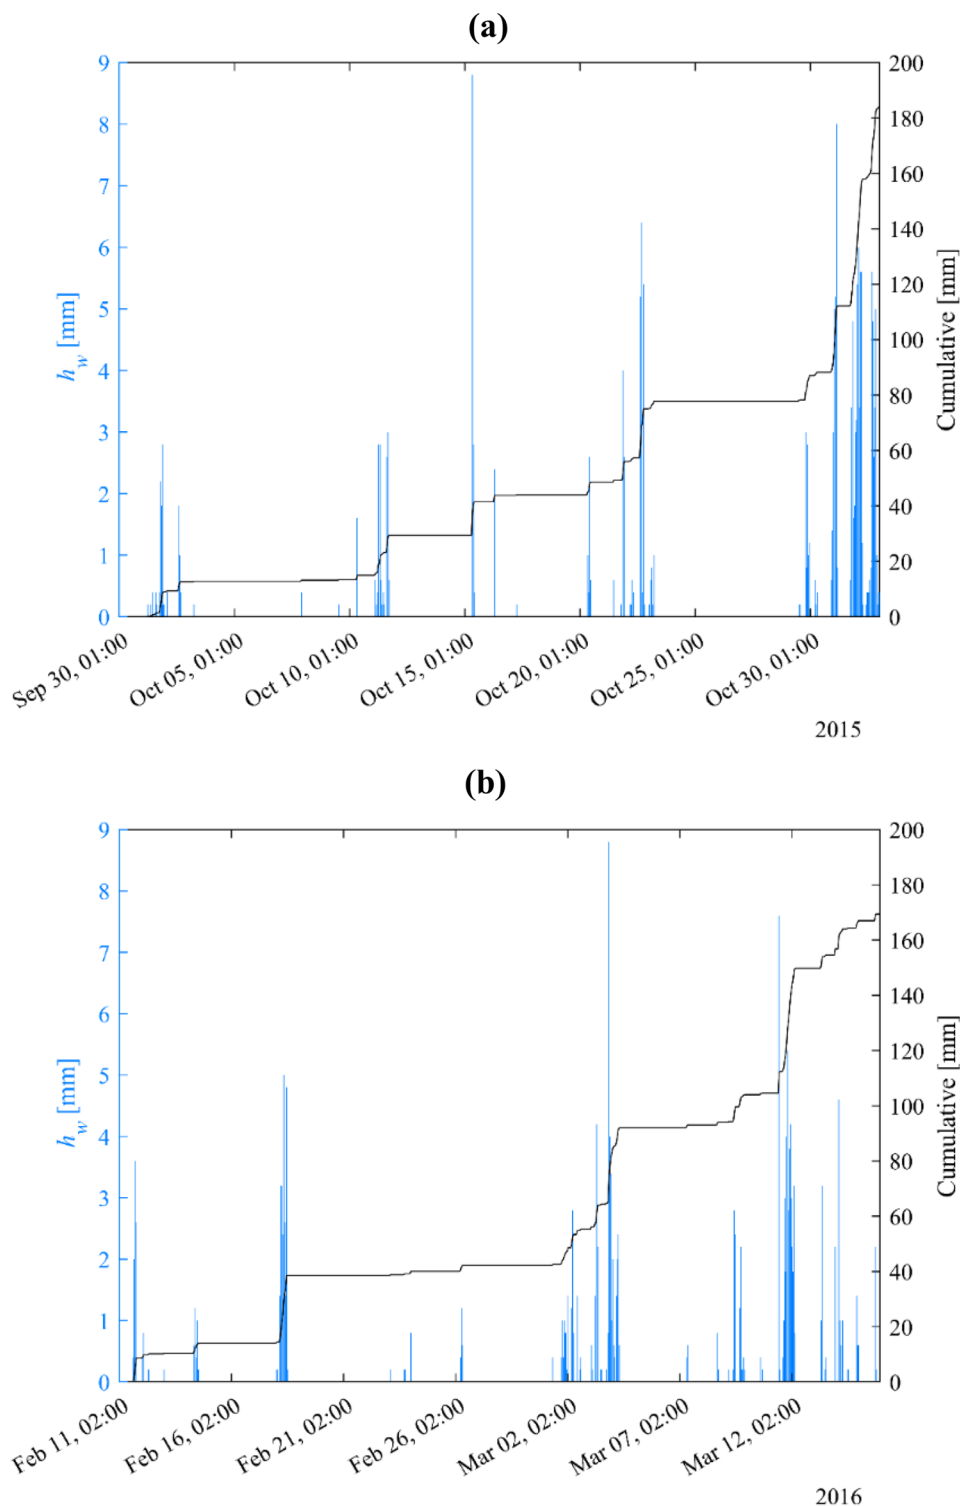 (a)
9
8
7
6
5
4
3
2
1
0
h_w [mm]
200
180
160
140
120
100
80
60
40
20
0
Cumulative [mm]
Sep 30, 01:00
Oct 05, 01:00
Oct 10, 01:00
Oct 15, 01:00
Oct 20, 01:00
Oct 25, 01:00
Oct 30, 01:00
2015
(b)
9
8
7
6
5
4
3
2
1
0
h_w [mm]
200
180
160
140
120
100
80
60
40
20
0
Cumulative [mm]
Feb 11, 02:00
Feb 16, 02:00
Feb 21, 02:00
Feb 26, 02:00
Mar 02, 02:00
Mar 07, 02:00
Mar 12, 02:00
2016